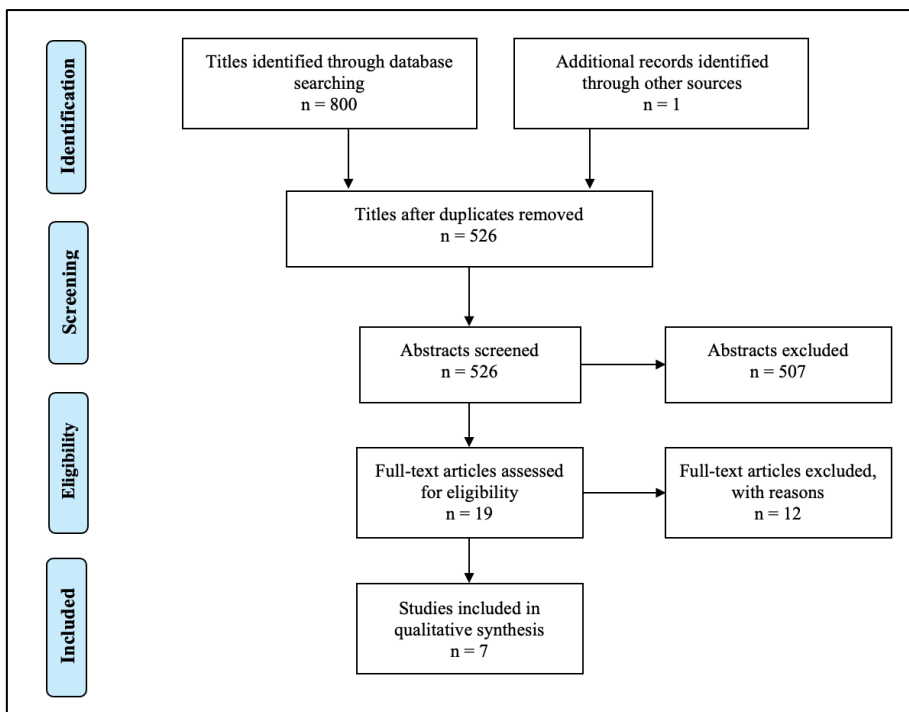 Identification
Titles identified through database
searching
n = 800
Additional records identified
through other sources
n = 1
Titles after duplicates removed
n = 526
Screening
Abstracts screened
n = 526
Abstracts excluded
n = 507
Eligibility
Full-text articles assessed
for eligibility
n = 19
Full-text articles excluded,
with reasons
n = 12
Included
Studies included in
qualitative synthesis
n = 7